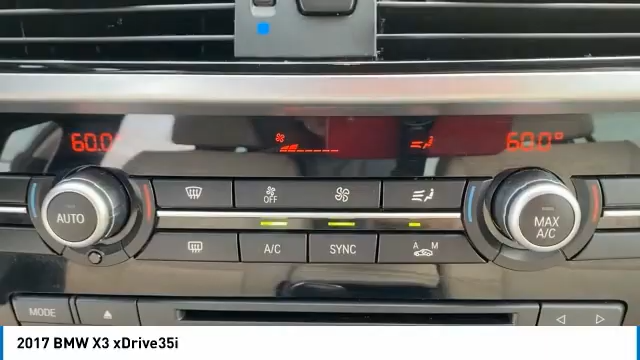 60.0°
60.0°
AUTO
OFF
MAX
A/C
A/C
SYNC
A M
MODE
2017 BMW X3 xDrive35i